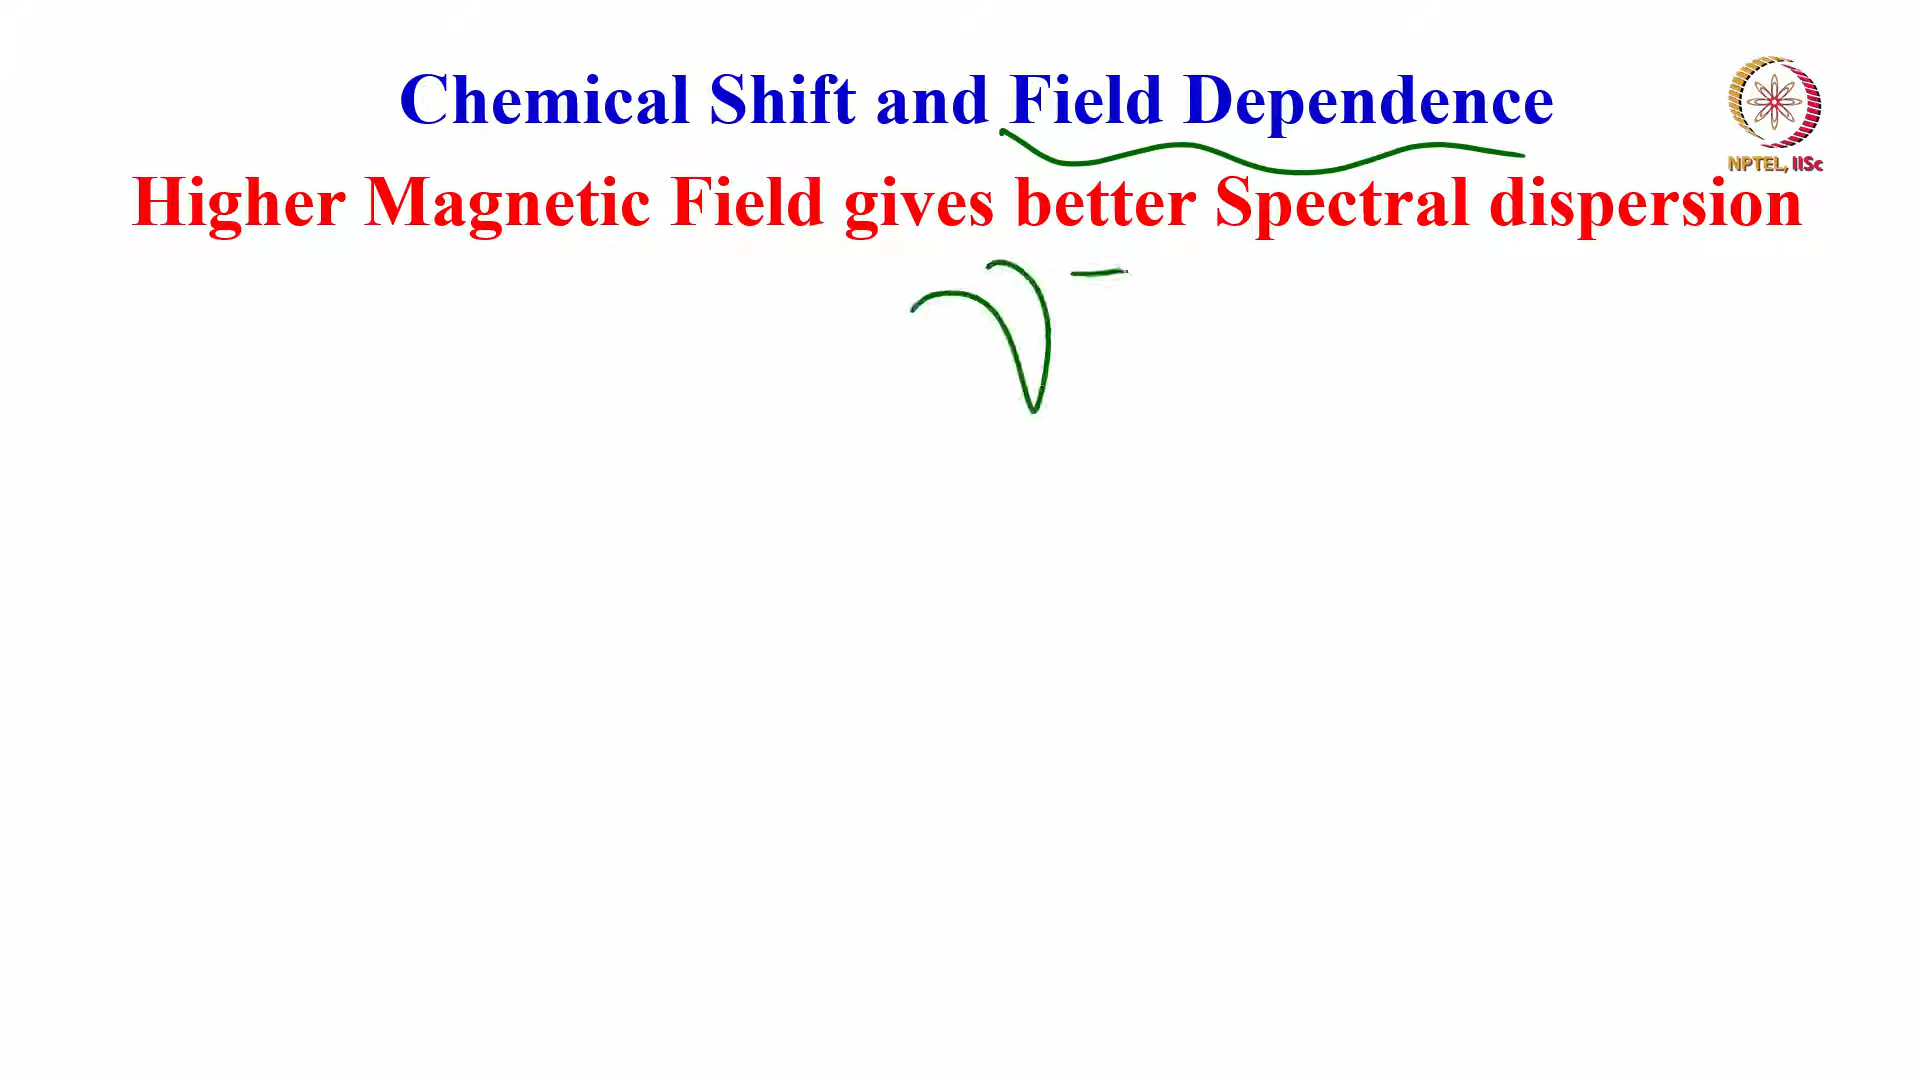 Chemical Shift and Field Dependence
NPTEL, IISc
Higher Magnetic Field gives better Spectral dispersion